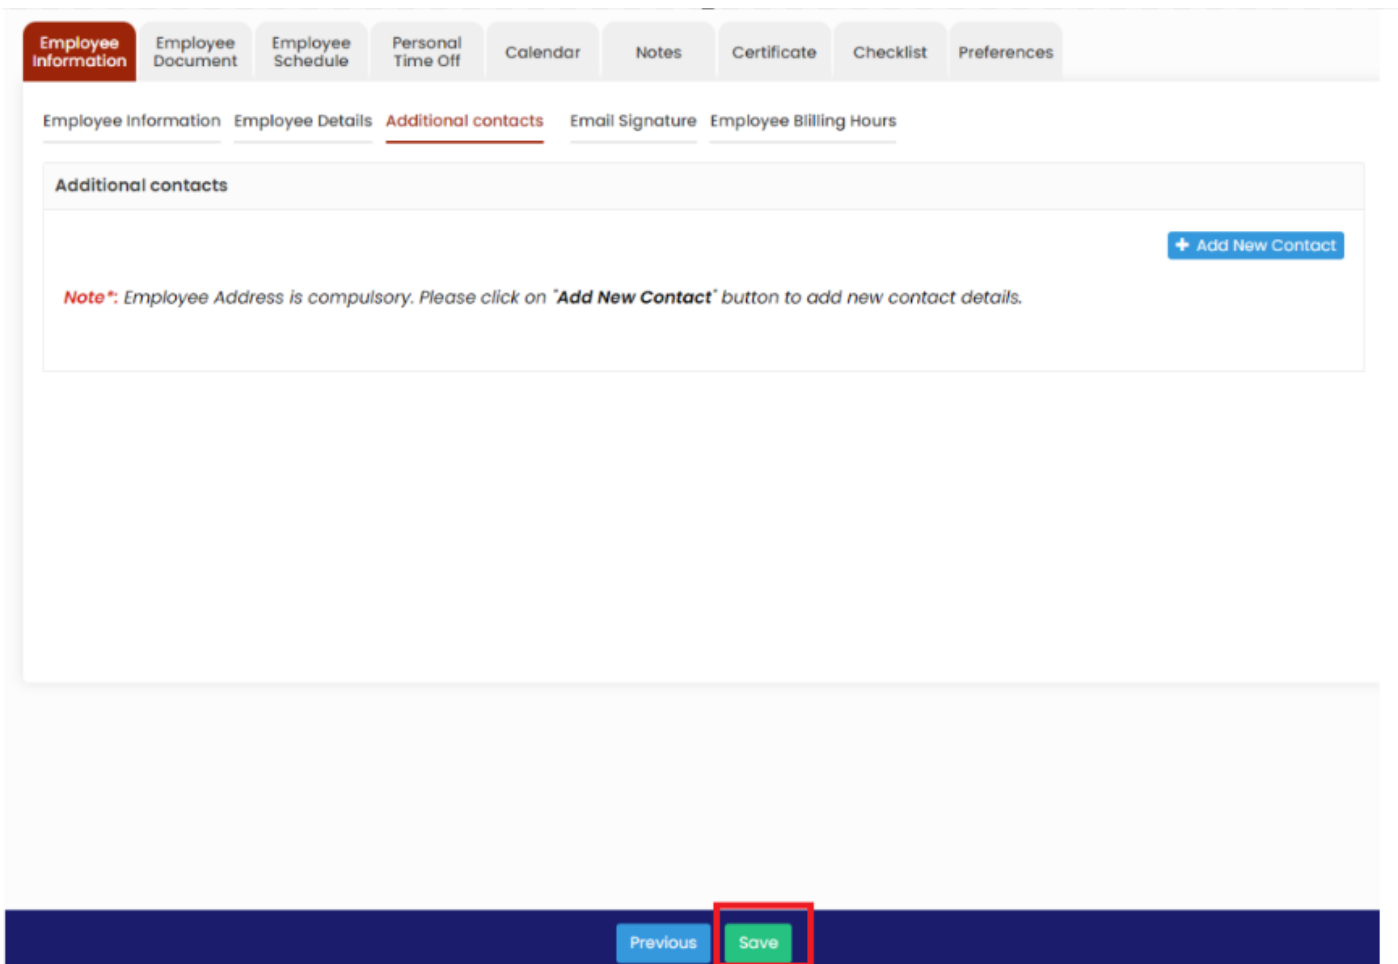 Employee Information
Employee Document
Employee Schedule
Personal Time Off
Calendar
Notes
Certificate
Checklist
Preferences
Employee Information Employee Details Additional contacts Email Signature Employee Bliling Hours
Additional contacts
+ Add New Contact
Note*: Employee Address is compulsory. Please click on "Add New Contact" button to add new contact details.
Previous
Save